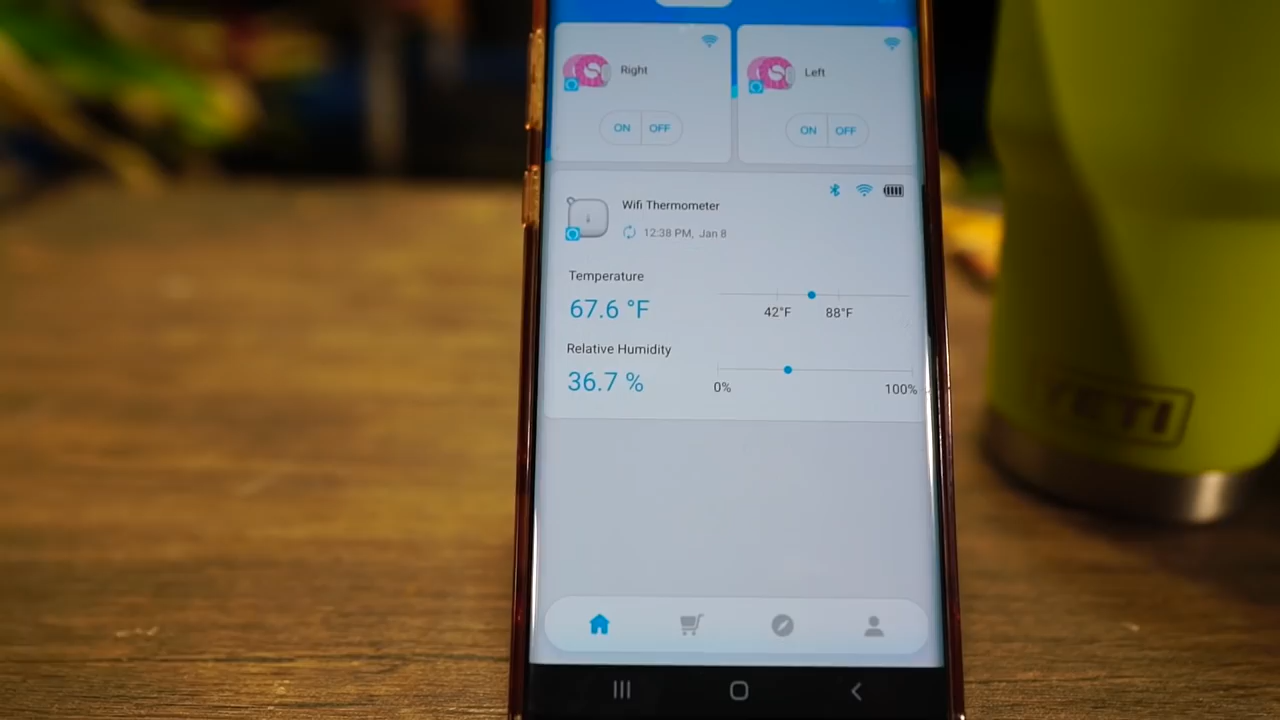 Right
Left
ON OFF
ON OFF
Wifi Thermometer
12:38 PM, Jan 8
Temperature
67.6 °F
42°F 88°F
Relative Humidity
36.7 %
0% 100%
YETI